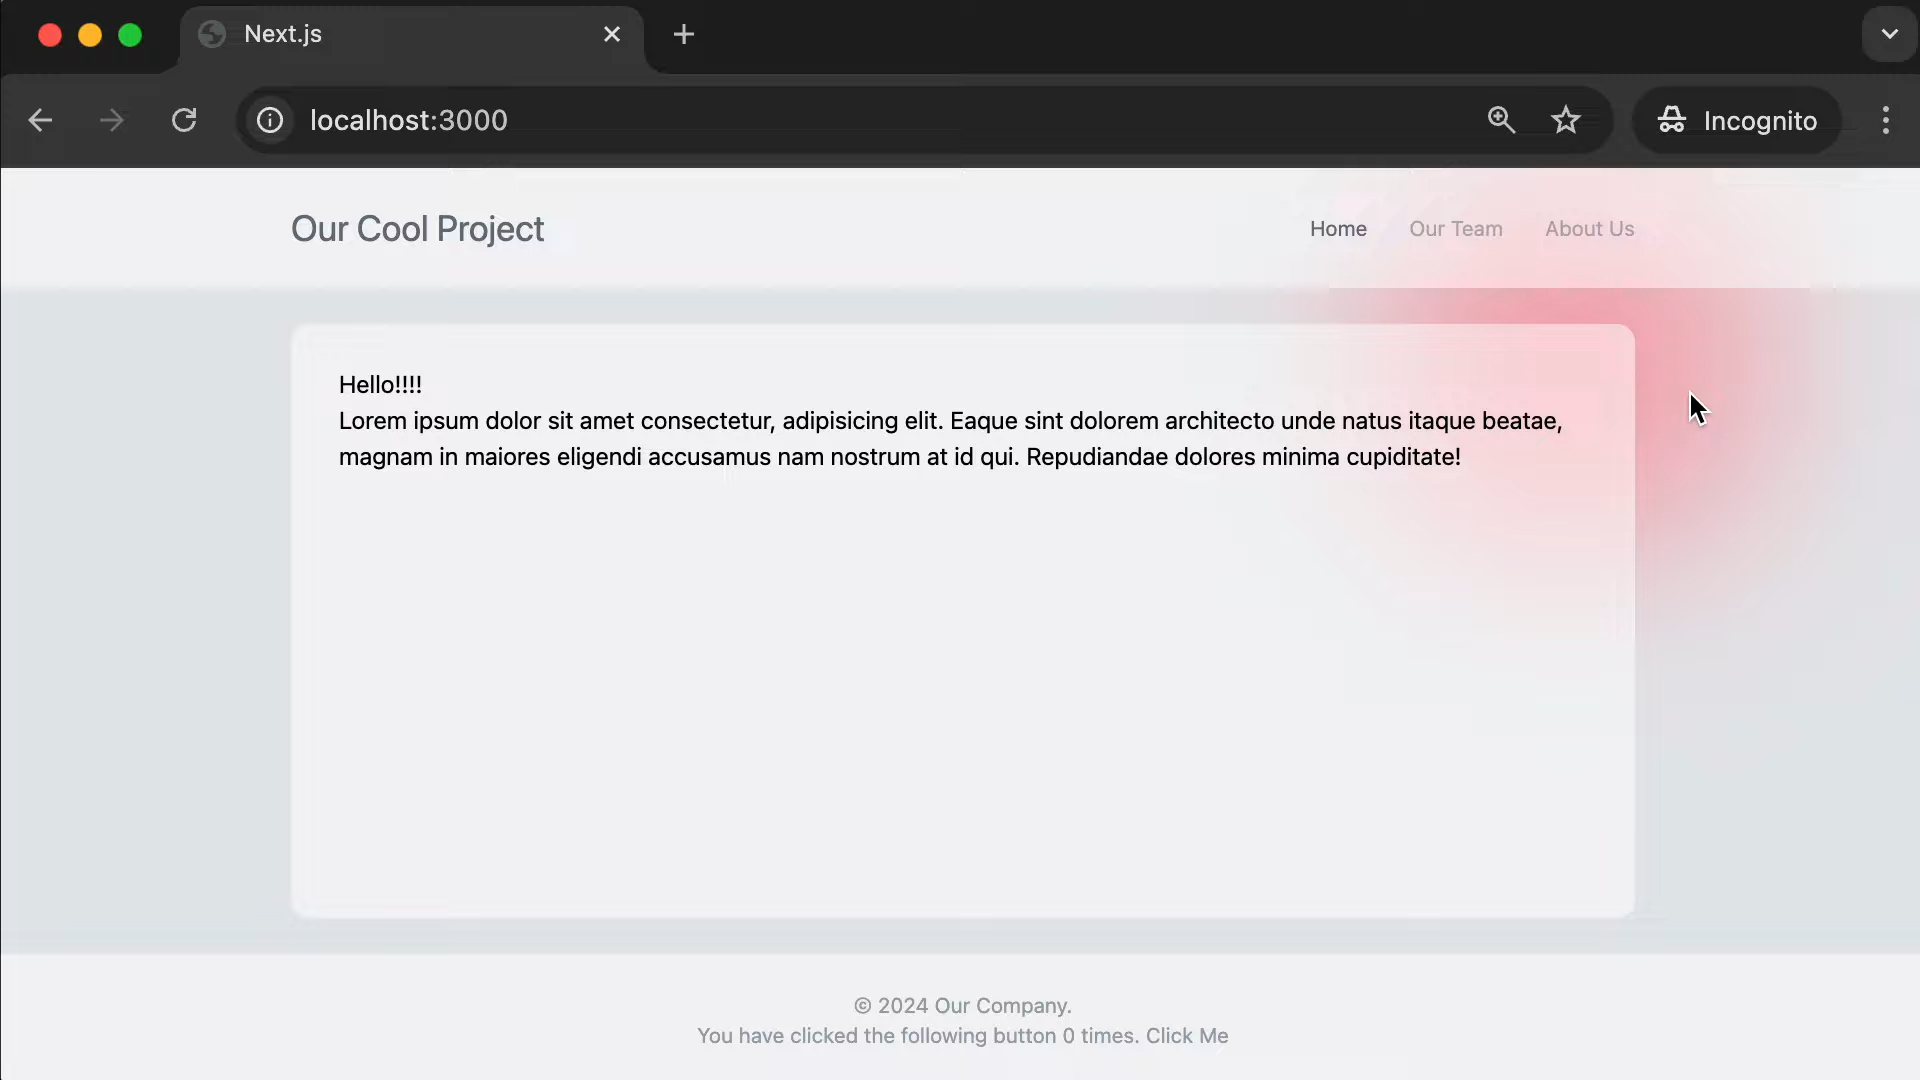 Next.js
localhost:3000
Incognito
Our Cool Project
Home
Our Team
About Us
Hello!!!!
Lorem ipsum dolor sit amet consectetur, adipisicing elit. Eaque sint dolorem architecto unde natus itaque beatae,
magnam in maiores eligendi accusamus nam nostrum at id qui. Repudiandae dolores minima cupiditate!
© 2024 Our Company.
You have clicked the following button 0 times. Click Me